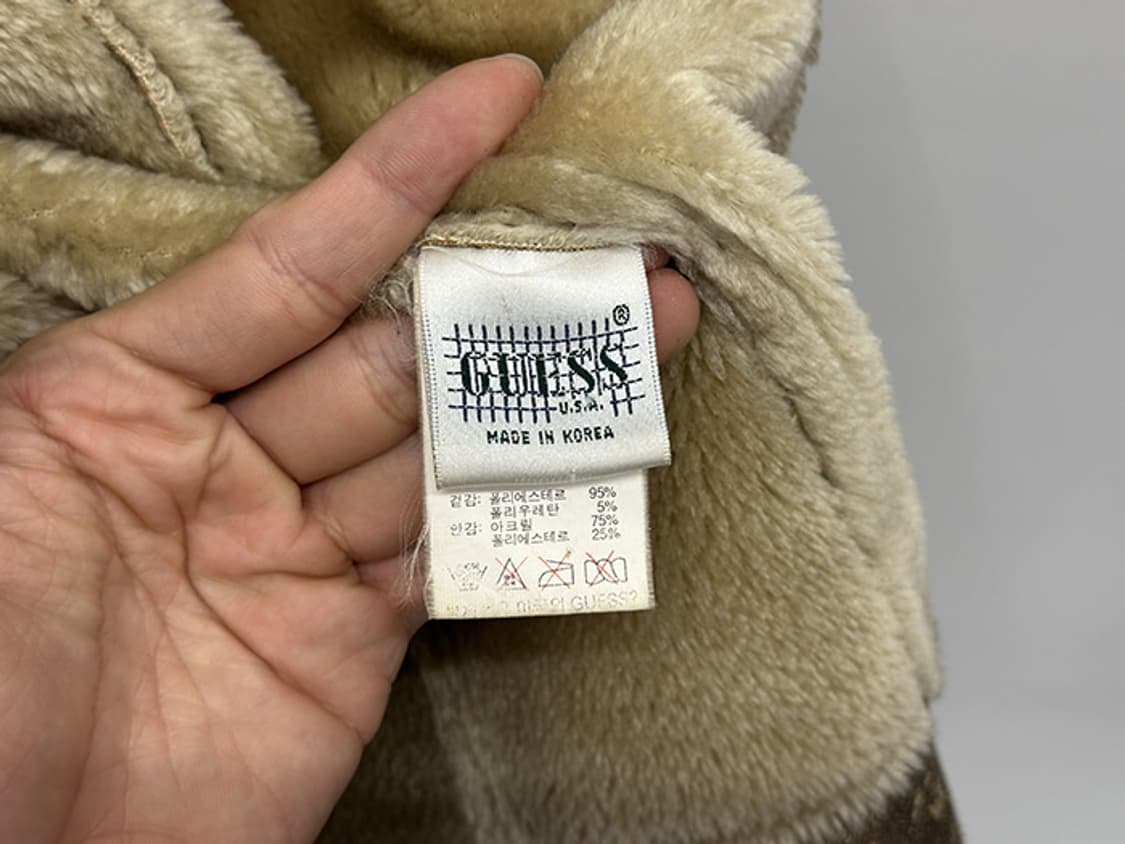 ®
GUESS
U.S.A.
MADE IN KOREA
겉감: 폴리에스테르 95%
폴리우레탄 5%
안감: 아크릴 75%
폴리에스테르 25%
GUESS?